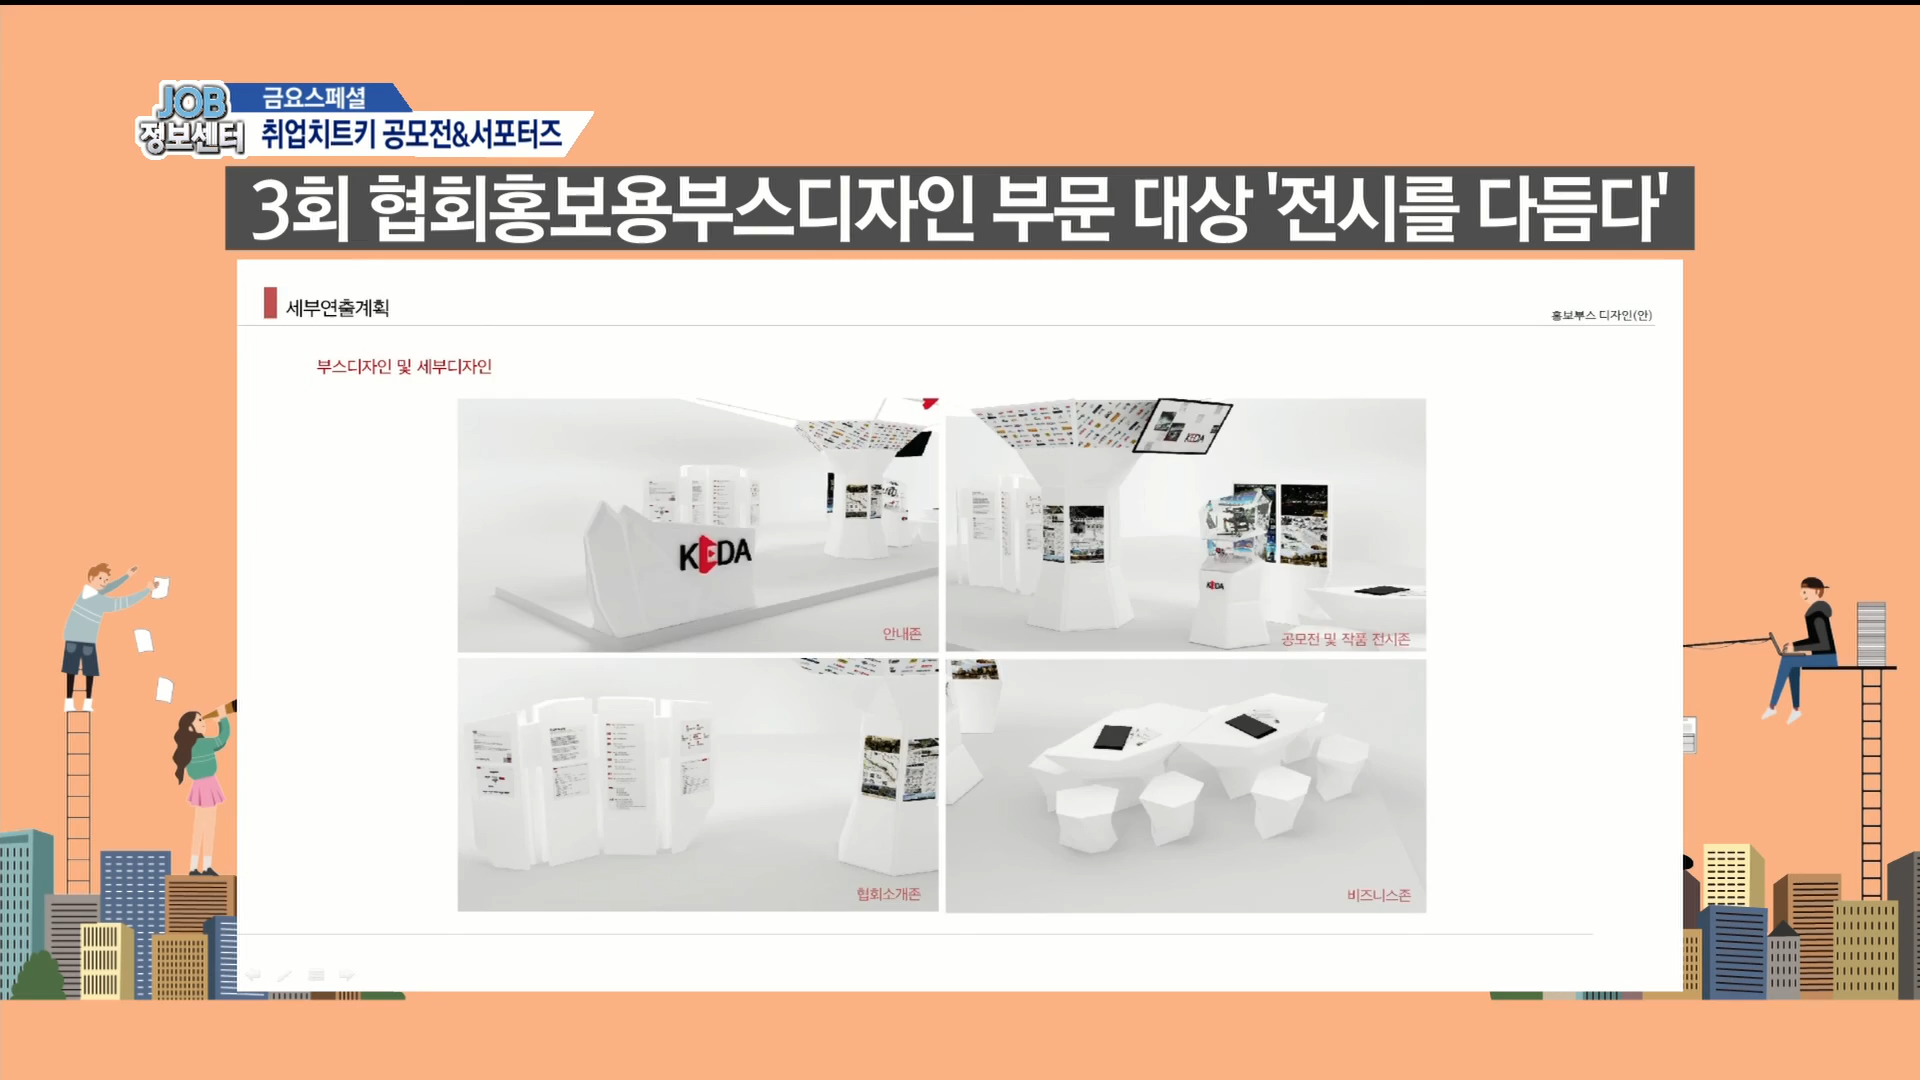 JOB
정보센터
금요스페셜
취업치트키 공모전&서포터즈
3회 협회홍보용부스디자인 부문 대상 '전시를 다듬다'
세부연출계획
홍보부스 디자인(안)
부스디자인 및 세부디자인
KEDA
안내존
KEDA
KEDA
공모전 및 작품 전시존
협회소개존
비즈니스존